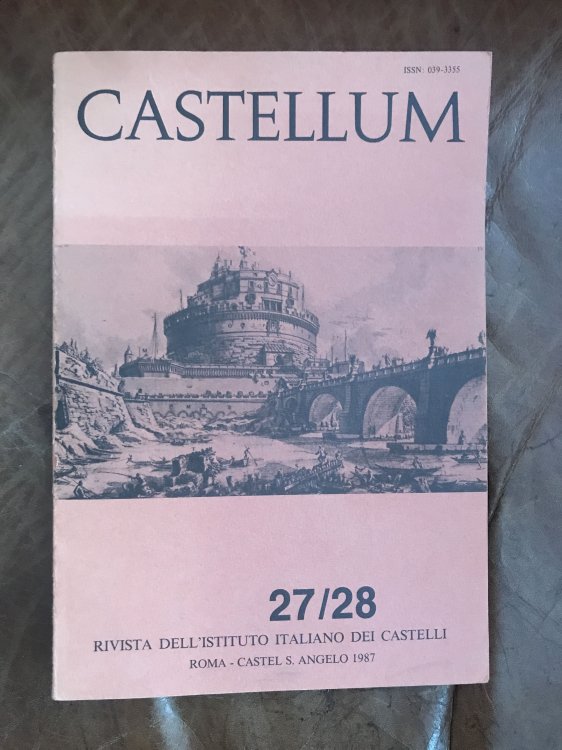 ISSN: 039-3355
CASTELLUM
27/28
RIVISTA DELL'ISTITUTO ITALIANO DEI CASTELLI
ROMA - CASTEL S. ANGELO 1987